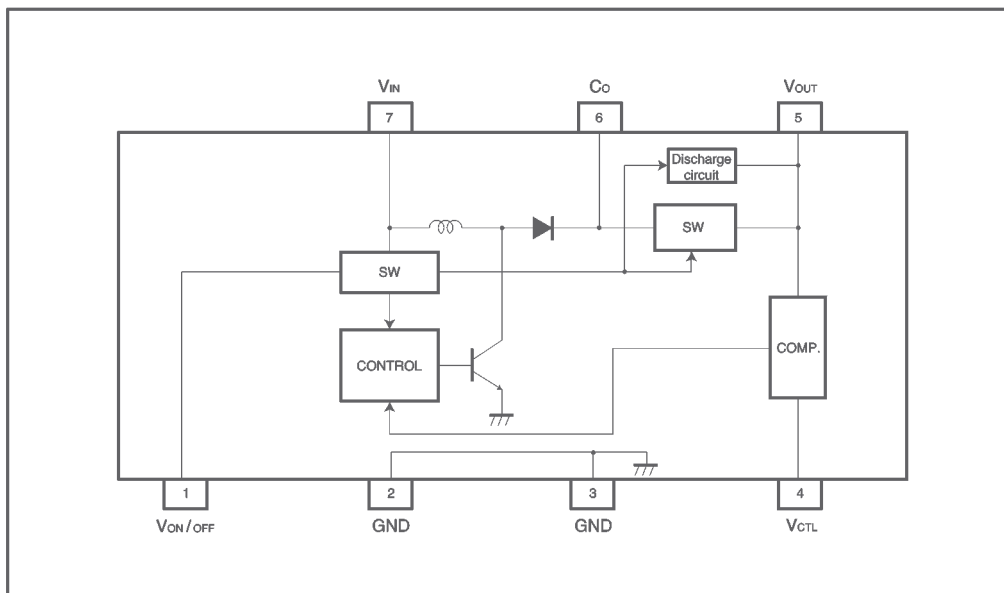 VIN
CO
VOUT
7
6
5
Discharge
circuit
SW
SW
CONTROL
COMP.
1
2
3
4
VON/OFF
GND
GND
VCTL